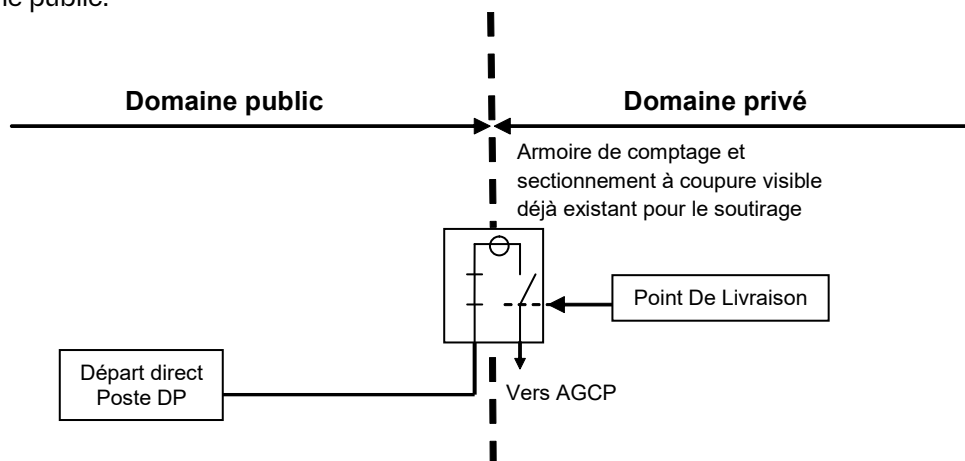 ne public.
Domaine public
Domaine privé
Armoire de comptage et
sectionnement à coupure visible
déjà existant pour le soutirage
Point De Livraison
Départ direct
Poste DP
Vers AGCP